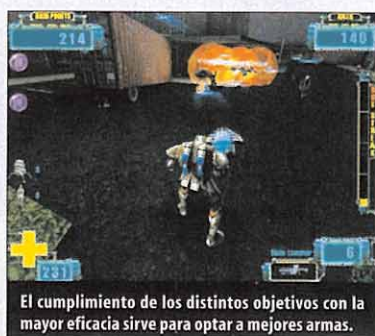 214
140
231
6
El cumplimiento de los distintos objetivos con la
mayor eficacia sirve para optar a mejores armas.